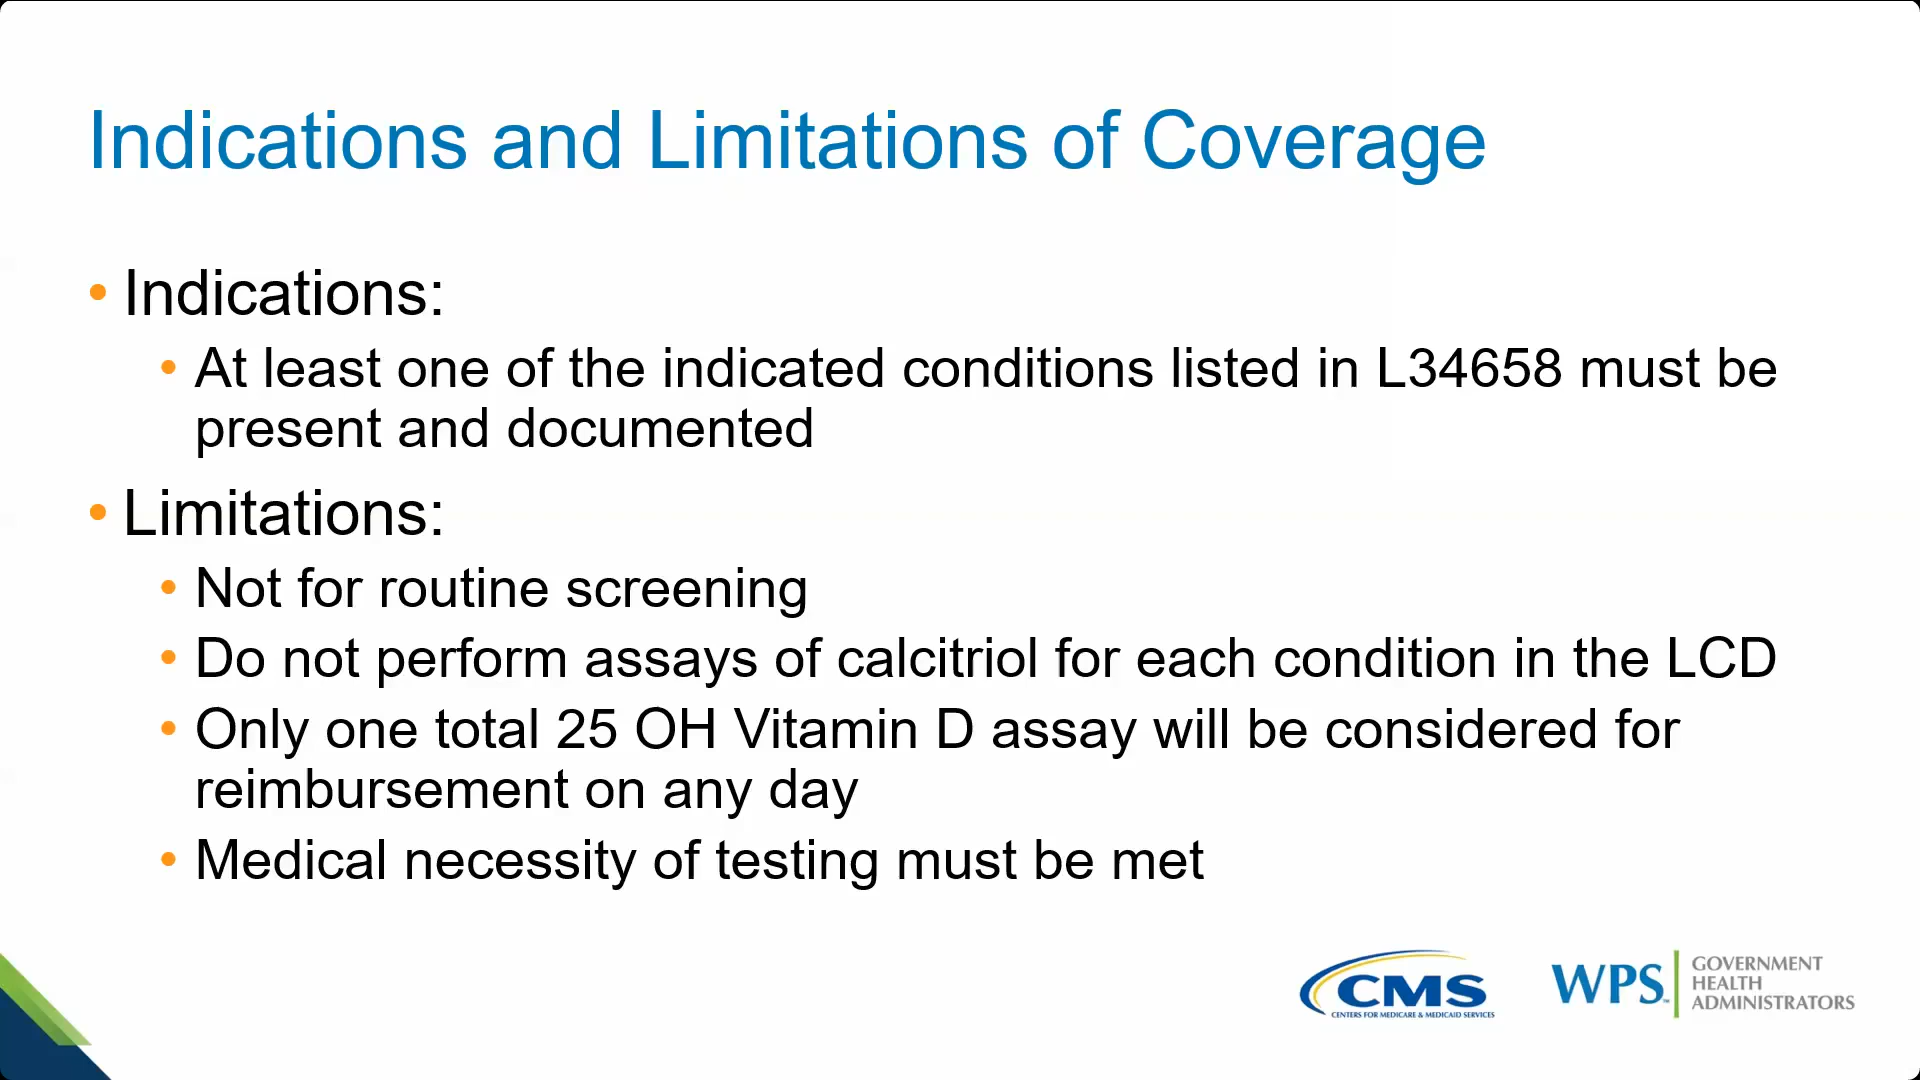 Indications and Limitations of Coverage
• Indications:
• At least one of the indicated conditions listed in L34658 must be
present and documented
• Limitations:
• Not for routine screening
• Do not perform assays of calcitriol for each condition in the LCD
• Only one total 25 OH Vitamin D assay will be considered for
reimbursement on any day
• Medical necessity of testing must be met
CMS
CENTERS FOR MEDICARE & MEDICAID SERVICES
WPS™
GOVERNMENT
HEALTH
ADMINISTRATORS